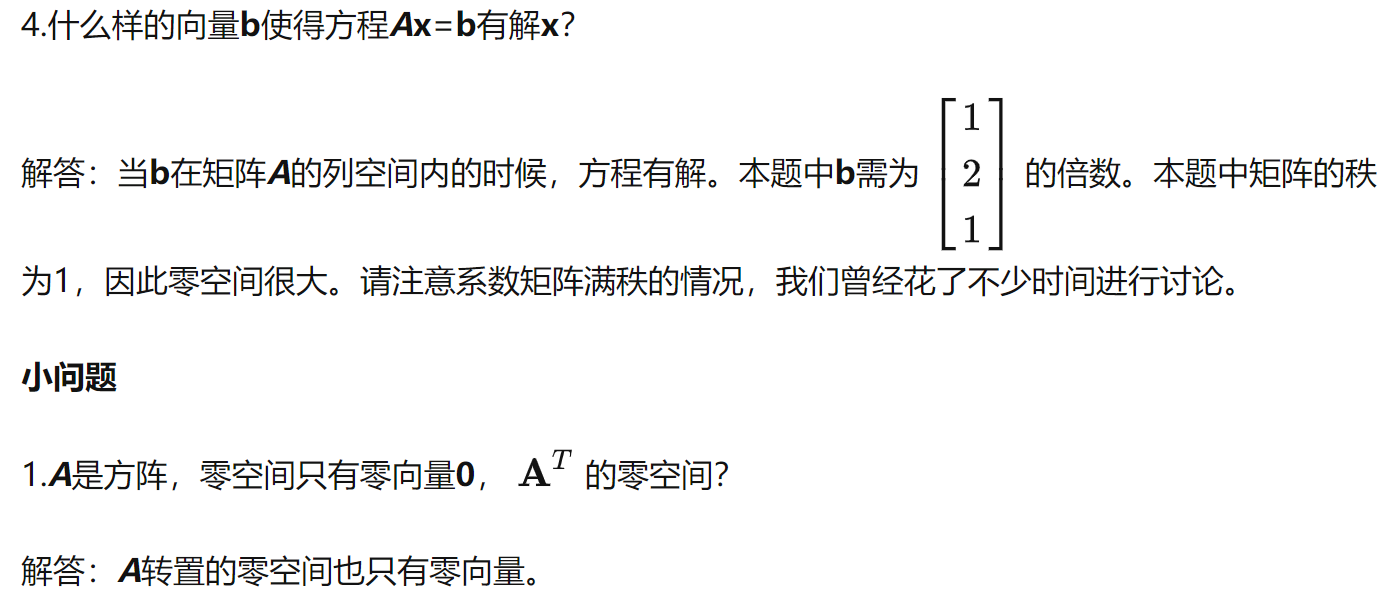 4.什么样的向量b使得方程Ax=b有解x？
解答：当b在矩阵A的列空间内的时候，方程有解。本题中b需为 [1 2 1] 的倍数。本题中矩阵的秩
为1，因此零空间很大。请注意系数矩阵满秩的情况，我们曾经花了不少时间进行讨论。
小问题
1.A是方阵，零空间只有零向量0， A^T 的零空间？
解答：A转置的零空间也只有零向量。